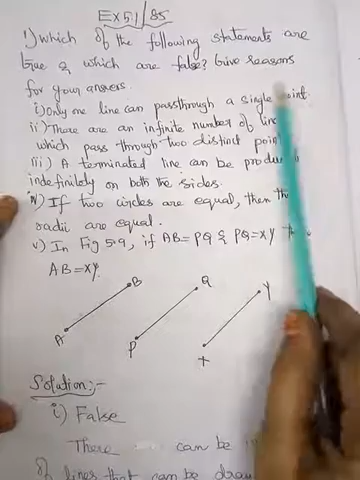 Ex 5.1/85
1) Which of the following statements are
true & which are false? Give reasons
for your answers.
i) Only one line can pass through a single point.
ii) There are an infinite number of
which pass through two distinct
iii) A terminated line can be
indefinitely on both the sides.
iv) If two circles are equal, then
radii are equal.
v) In Fig 5.9, if AB = PQ & PQ = XY
AB = XY.
A B P Q X Y
Solution:-
i) False
There can be
of lines that can be